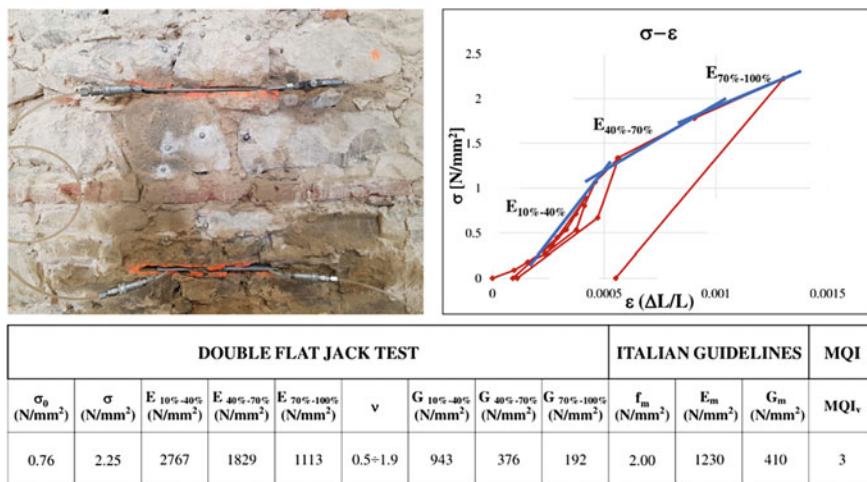 σ−ε
2.5
2
1.5
1
0.5
0
σ [N/mm²]
E70%-100%
E40%-70%
E10%-40%
0 0.0005 0.001 0.0015
ε (ΔL/L)
DOUBLE FLAT JACK TEST ITALIAN GUIDELINES MQI
σ₀ (N/mm²) σ (N/mm²) E 10%-40% (N/mm²) E 40%-70% (N/mm²) E 70%-100% (N/mm²) ν G 10%-40% (N/mm²) G 40%-70% (N/mm²) G 70%-100% (N/mm²) fm (N/mm²) Em (N/mm²) Gm (N/mm²) MQIv
0.76 2.25 2767 1829 1113 0.5÷1.9 943 376 192 2.00 1230 410 3